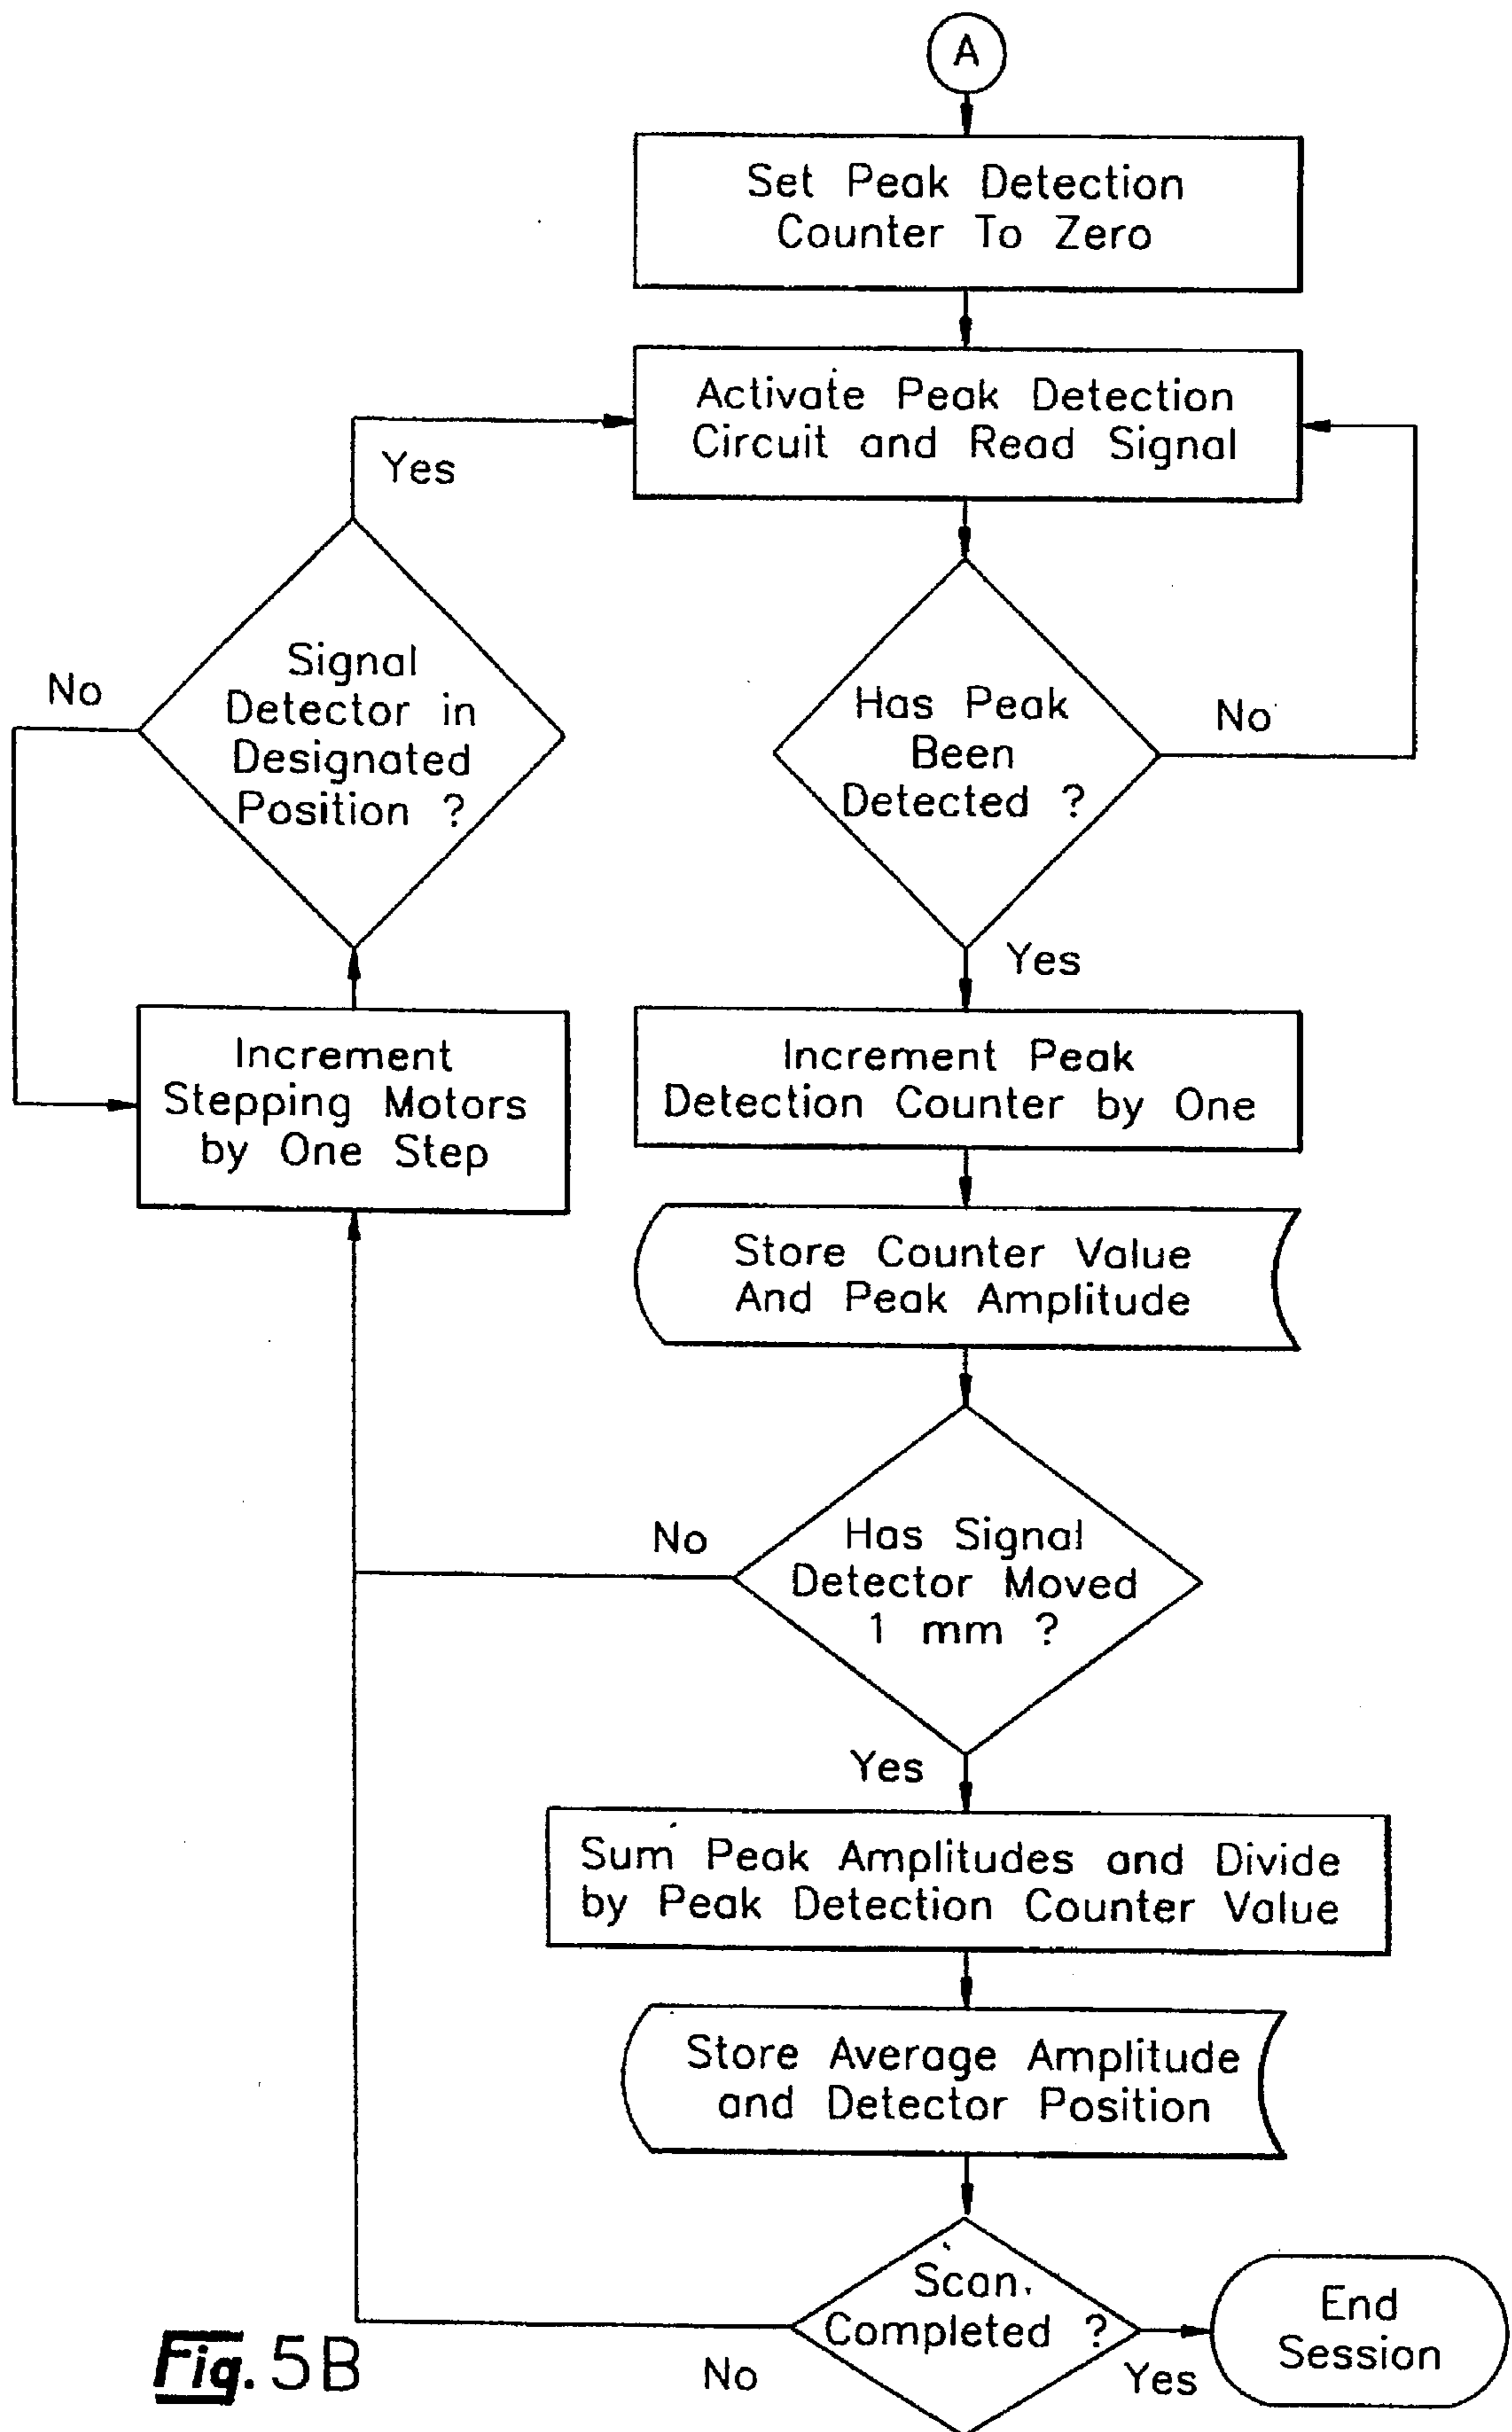 A
Set Peak Detection
Counter To Zero
Activate Peak Detection
Circuit and Read Signal
Yes
Signal
Detector in
Designated
Position ?
No
Has Peak
Been
Detected ?
No
Yes
Increment
Stepping Motors
by One Step
Increment Peak
Detection Counter by One
Store Counter Value
And Peak Amplitude
Has Signal
Detector Moved
1 mm ?
No
Yes
Sum Peak Amplitudes and Divide
by Peak Detection Counter Value
Store Average Amplitude
and Detector Position
Scan
Completed ?
No
Yes
End
Session
Fig. 5B